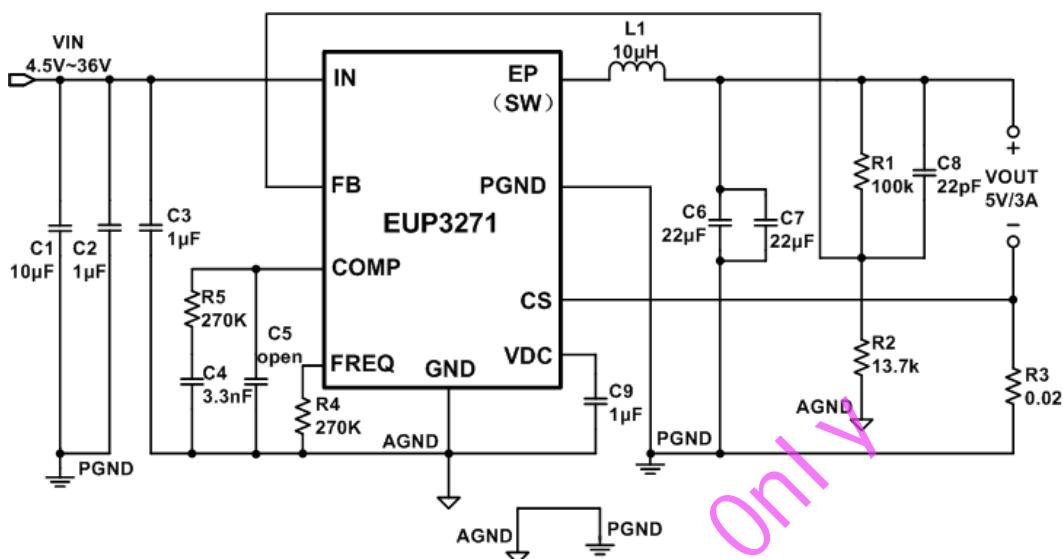 VIN
4.5V~36V
L1
10µH
IN
EP
(SW)
FB
PGND
EUP3271
COMP
CS
FREQ
GND
VDC
C1
10µF
C2
1µF
C3
1µF
R5
270K
C4
3.3nF
C5
open
R4
270K
AGND
PGND
C9
1µF
PGND
C6
22µF
C7
22µF
R1
100k
C8
22pF
+
VOUT
5V/3A
−
R2
13.7k
AGND
R3
0.02
AGND
PGND
Only